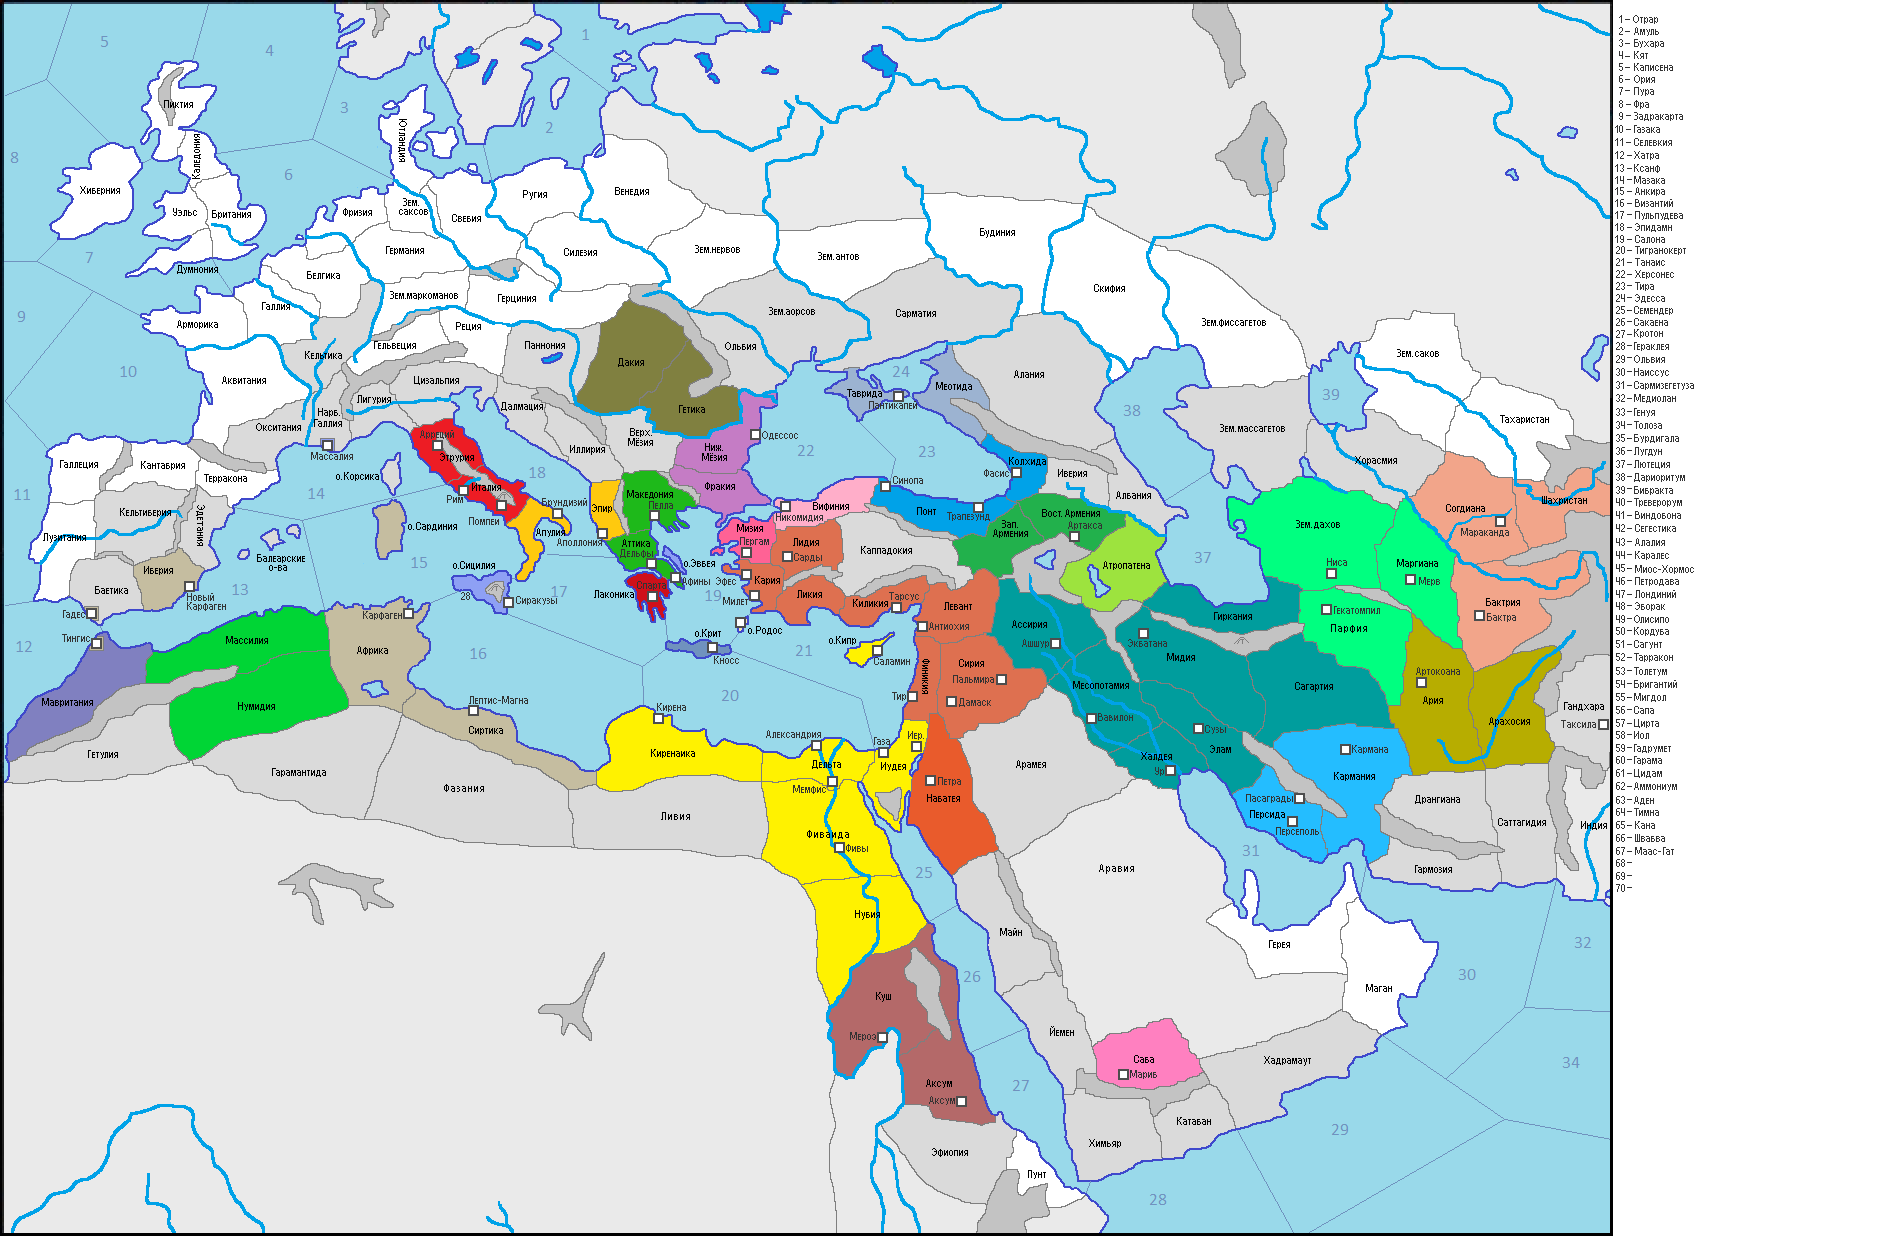 5
4
3
1
2
8
6
7
9
10
11
12
13
14
15
16
17
18
19
20
21
22
23
24
25
26
27
28
29
30
31
32
34
37
38
39
28
Пиктия
Каледония
Хиберния
Уэльс
Британия
Думнония
Ютландия
Фризия
Зем.
саксов
Свебия
Ругия
Венедия
Германия
Силезия
Зем.нервов
Зем.антов
Будиния
Белгика
Галлия
Арморика
Зем.маркоманов
Герциния
Реция
Гельвеция
Кельтика
Аквитания
Паннония
Дакия
Гетика
Ольвия
Зем.аорсов
Сарматия
Скифия
Зем.фиссагетов
Зем.саков
Тахаристан
Зем.массагетов
Хорасмия
Алания
Меотида
Таврида
Пантикапей
Окситания
Нарб.
Галлия
Массалия
Лигурия
Цизальпия
Далмация
Иллирия
Верх.
Мёзия
Ниж.
Мёзия
Одессос
Фракия
Галлеция
Кантаврия
Терракона
Кельтиберия
Эдетания
Лузитания
Баетика
Иверия
Новый
Карфаген
Гадес
Тингис
Балеарские
о-ва
о.Корсика
о.Сардиния
Арреций
Этрурия
Италия
Рим
Помпеи
Брундизий
Апулия
Аполлония
Эпир
Македония
Пелла
Аттика
Дельфы
о.Эввея
Афины
Эфес
Спарта
Лаконика
Милет
о.Родос
о.Крит
Кносс
о.Сицилия
Сиракузы
Синопа
Вифиния
Никомидия
Мизия
Пергам
Лидия
Сарды
Кария
Ликия
Киликия
Тарсус
Каппадокия
Понт
Трапезунд
Фасис
Колхида
Иверия
Албания
Зап.
Армения
Вост. Армения
Артакса
Атропатена
Левант
Антиохия
о.Кипр
Саламин
Финикия
Тир
Сирия
Пальмира
Дамаск
Ассирия
Ашшур
Месопотамия
Вавилон
Халдея
Ур
Экбатана
Мидия
Сузы
Элам
Сагартия
Гиркания
Зем.дахов
Ниса
Гекатомпил
Парфия
Маргиана
Мерв
Согдиана
Мараканда
Шахристан
Бактрия
Бактра
Артокоана
Ария
Арахосия
Гандхара
Таксила
Кармана
Кармания
Пасаграды
Персида
Персеполь
Дрангиана
Саттагидия
Индия
Гармозия
Мавритания
Массилия
Нумидия
Гетулия
Карфаген
Африка
Гарамантида
Фазания
Лептис-Магна
Сиртика
Ливия
Кирена
Киренаика
Александрия
Дельта
Мемфис
Газа
Иер.
Иудея
Петра
Наватея
Фиваида
Фивы
Нубия
Куш
Мероэ
Аксум
Аксум
Эфиопия
Пунт
Арамея
Аравия
Майн
Йемен
Герея
Маган
Саба
Мариб
Хадрамаут
Катабан
Химьяр
1 – Отрар
2 – Амуль
3 – Бухара
4 – Кят
5 – Каписена
6 – Ория
7 – Пура
8 – Фра
9 – Задракарта
10 – Газака
11 – Селевкия
12 – Хатра
13 – Ксанф
14 – Мазака
15 – Анкира
16 – Византий
17 – Пульпудева
18 – Эпидамн
19 – Салона
20 – Тигранокерт
21 – Танаис
22 – Херсонес
23 – Тира
24 – Эдесса
25 – Семендер
26 – Сакаена
27 – Кротон
28 – Гераклея
29 – Ольвия
30 – Наиссус
31 – Сармизегетуза
32 – Медиолан
33 – Генуя
34 – Толоза
35 – Бурдигала
36 – Лугдун
37 – Лютеция
38 – Дариоритум
39 – Бибракта
40 – Треверорум
41 – Виндовона
42 – Сегестика
43 – Алалия
44 – Каралес
45 – Миос-Хормос
46 – Петродава
47 – Лондиний
48 – Эборак
49 – Олисипо
50 – Кордува
51 – Сагунт
52 – Тарракон
53 – Толетум
54 – Бригантий
55 – Мигдол
56 – Сапа
57 – Цирта
58 – Иол
59 – Гадрумет
60 – Гарама
61 – Цидам
62 – Аммониум
63 – Аден
64 – Тимна
65 – Кана
66 – Швабва
67 – Маас-Гат
68 –
69 –
70 –